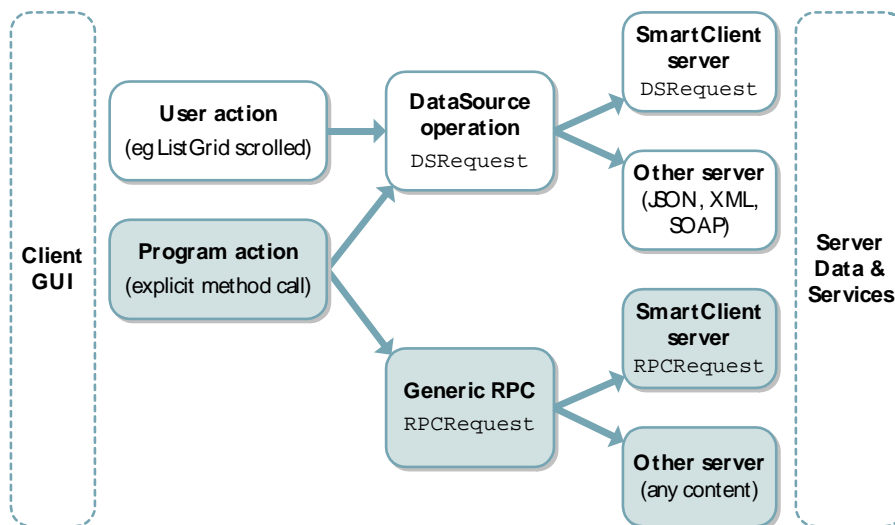 Client
GUI
User action
(eg ListGrid scrolled)
Program action
(explicit method call)
DataSource
operation
DSRequest
Generic RPC
RPCRequest
SmartClient
server
DSRequest
Other server
(JSON, XML,
SOAP)
SmartClient
server
RPCRequest
Other server
(any content)
Server
Data &
Services